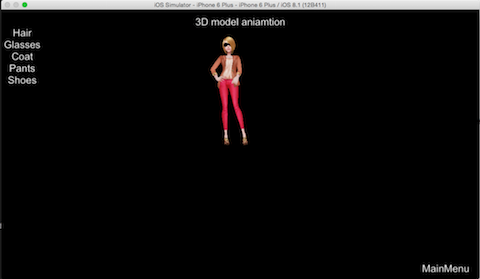 iOS Simulator - iPhone 6 Plus - iPhone 6 Plus / iOS 8.1 (12B411)
3D model aniamtion
Hair
Glasses
Coat
Pants
Shoes
MainMenu